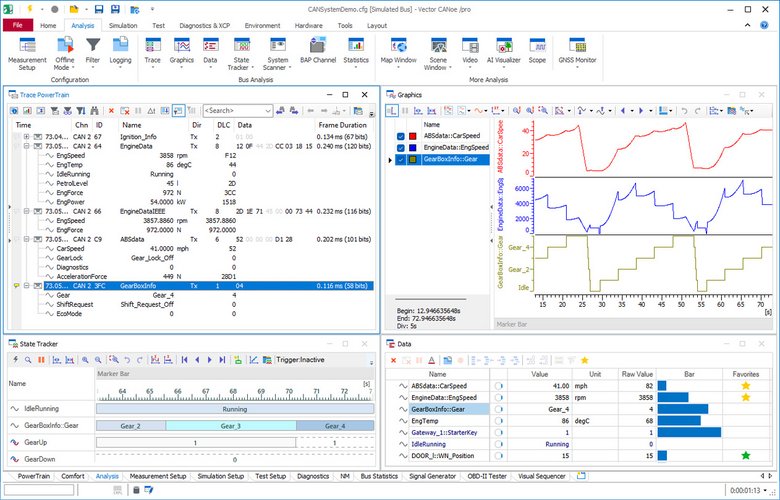 CANSystemDemo.cfg [Simulated Bus] - Vector CANoe /pro
File Home Analysis Simulation Test Diagnostics & XCP Environment Hardware Tools Layout
Measurement Setup Offline Mode Filter Logging Trace Graphics Data State Tracker System Scanner BAP Channel Statistics Map Window Scene Window Video AI Visualizer Scope GNSS Monitor
Configuration Bus Analysis More Analysis
Trace PowerTrain
<Search>
Time Chn ID Name Dir DLC Data Frame Duration
73.04... CAN 2 67 Ignition_Info Tx 2 01 00 0.134 ms (67 bits)
73.05... CAN 2 64 EngineData Tx 8 12 0F 44 2D CC 03 18 15 0.240 ms (120 bits)
EngSpeed 3858 rpm F12
EngTemp 86 degC 44
IdleRunning Running 0
PetrolLevel 45 l 2D
EngForce 972 N 3CC
EngPower 54.0000 kW 1518
73.05... CAN 2 66 EngineDataIEEE Tx 8 2D 1E 71 45 00 00 73 44 0.232 ms (116 bits)
EngSpeed 3857.8860 rpm 3857.8860
EngForce 972.0000 N 972.0000
73.05... CAN 2 C9 ABSdata Tx 6 52 00 00 00 D1 28 0.202 ms (101 bits)
CarSpeed 41.0000 mph 52
GearLock Gear_Lock_Off 0
Diagnostics 0 0
AccelerationForce 449 N 28D1
73.05... CAN 2 3FC GearBoxInfo Tx 1 04 0.116 ms (58 bits)
Gear Gear_4 4
ShiftRequest Shift_Request_Off 0
EcoMode 0 0
Graphics
Name
ABSdata::CarSpeed
EngineData::EngSpeed
GearBoxInfo::Gear
Begin: 12.946635648s
End: 72.946635648s
Div: 5s
ABSdata::CarSpee
40
20
0
EngineData::EngSpe
6000
4000
2000
0
GearBoxInfo::Gear
Gear_4
Gear_2
Idle
15 20 25 30 35 40 45 50 55 60 65 70
[s]
Marker Bar
State Tracker
Trigger:Inactive
Name
Marker Bar
[s]
64 65 66 67 68 69 70 71 72 7
IdleRunning Running
GearBoxInfo::Gear Gear_2 Gear_3 Gear_4
GearUp 1 1
GearDown 0
Data
Name Value Unit Raw Value Bar Favorites
ABSdata::CarSpeed 41.00 mph 82
EngineData::EngSpeed 3858 rpm 3858
GearBoxInfo::Gear Gear_4 4
EngTemp 86 degC 68
Gateway_1::StarterKey 1 1
IdleRunning Running 0
DOOR_l::WN_Position 15 15
PowerTrain Comfort Analysis Measurement Setup Simulation Setup Test Setup Diagnostics NM Bus Statistics Signal Generator OBD-II Tester Visual Sequencer
0:00:01:13